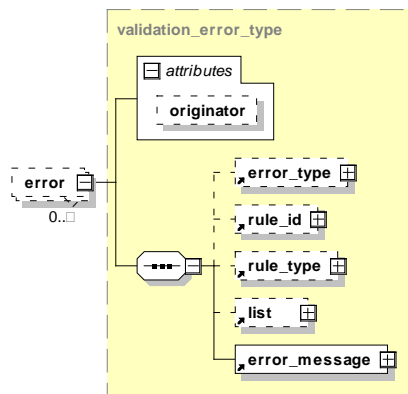 validation_error_type
attributes
originator
error
0..□
error_type
rule_id
rule_type
list
error_message